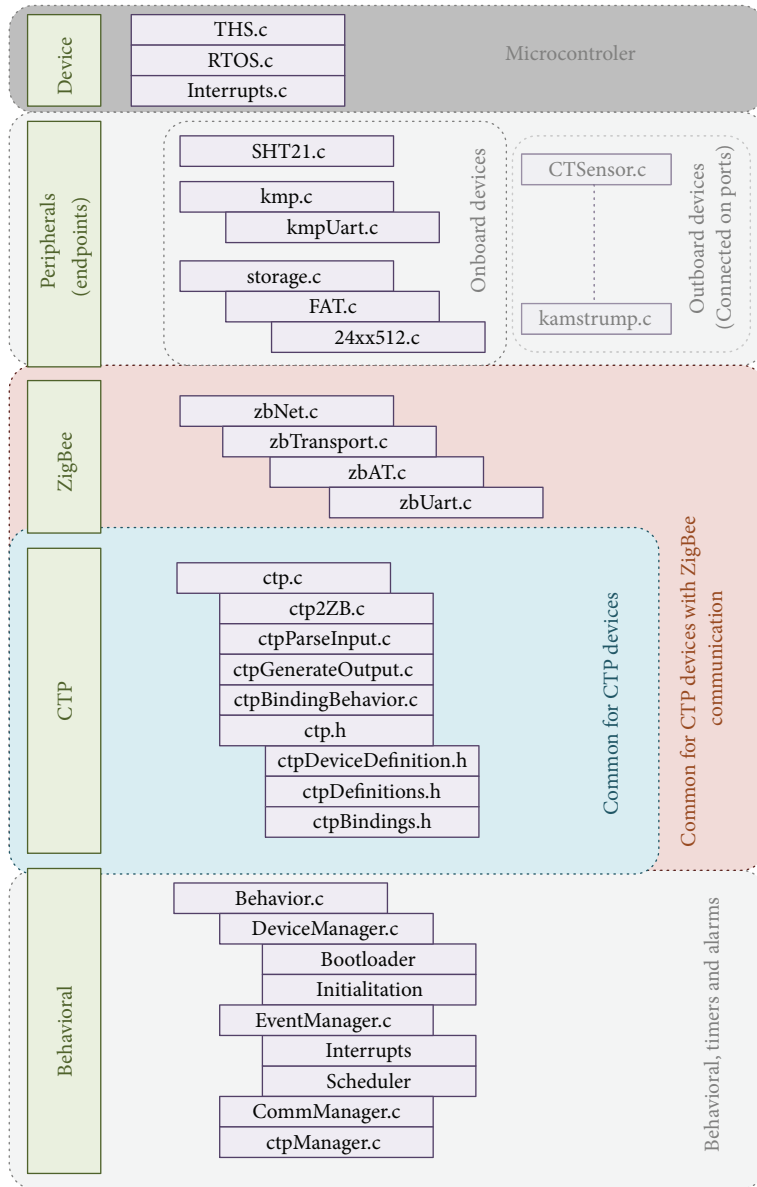 Device
THS.c
RTOS.c
Interrupts.c
Microcontroler
Peripherals
(endpoints)
SHT21.c
kmp.c
kmpUart.c
storage.c
FAT.c
24xx512.c
Onboard devices
CTSensor.c
kamstrump.c
Outboard devices
(Connected on ports)
ZigBee
zbNet.c
zbTransport.c
zbAT.c
zbUart.c
CTP
ctp.c
ctp2ZB.c
ctpParseInput.c
ctpGenerateOutput.c
ctpBindingBehavior.c
ctp.h
ctpDeviceDefinition.h
ctpDefinitions.h
ctpBindings.h
Common for CTP devices
Common for CTP devices with ZigBee
communication
Behavioral
Behavior.c
DeviceManager.c
Bootloader
Initialitation
EventManager.c
Interrupts
Scheduler
CommManager.c
ctpManager.c
Behavioral, timers and alarms